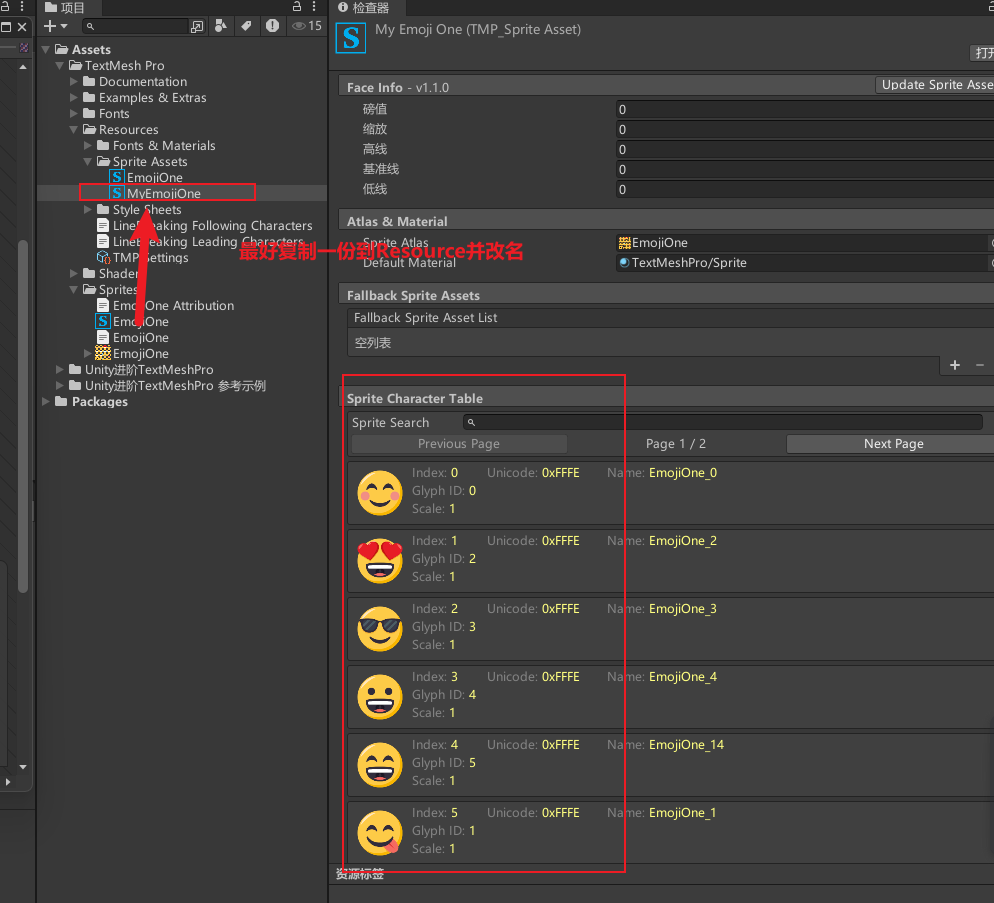 项目
15
Assets
TextMesh Pro
Documentation
Examples & Extras
Fonts
Resources
Fonts & Materials
Sprite Assets
EmojiOne
MyEmojiOne
Style Sheets
LineBreaking Following Characters
LineBreaking Leading Characters
TMP Settings
Shader
Sprites
EmojiOne Attribution
EmojiOne
EmojiOne
EmojiOne
Unity进阶TextMeshPro
Unity进阶TextMeshPro 参考示例
Packages
最好复制一份到Resource并改名
检查器
My Emoji One (TMP_Sprite Asset)
打开
Face Info - v1.1.0
Update Sprite Asse
磅值 0
缩放 0
高线 0
基准线 0
低线 0
Atlas & Material
Sprite Atlas EmojiOne
Default Material TextMeshPro/Sprite
Fallback Sprite Assets
Fallback Sprite Asset List
空列表
Sprite Character Table
Sprite Search
Previous Page Page 1 / 2 Next Page
Index: 0 Unicode: 0xFFFE Name: EmojiOne_0
Glyph ID: 0
Scale: 1
Index: 1 Unicode: 0xFFFE Name: EmojiOne_2
Glyph ID: 2
Scale: 1
Index: 2 Unicode: 0xFFFE Name: EmojiOne_3
Glyph ID: 3
Scale: 1
Index: 3 Unicode: 0xFFFE Name: EmojiOne_4
Glyph ID: 4
Scale: 1
Index: 4 Unicode: 0xFFFE Name: EmojiOne_14
Glyph ID: 5
Scale: 1
Index: 5 Unicode: 0xFFFE Name: EmojiOne_1
Glyph ID: 1
Scale: 1
资源标签